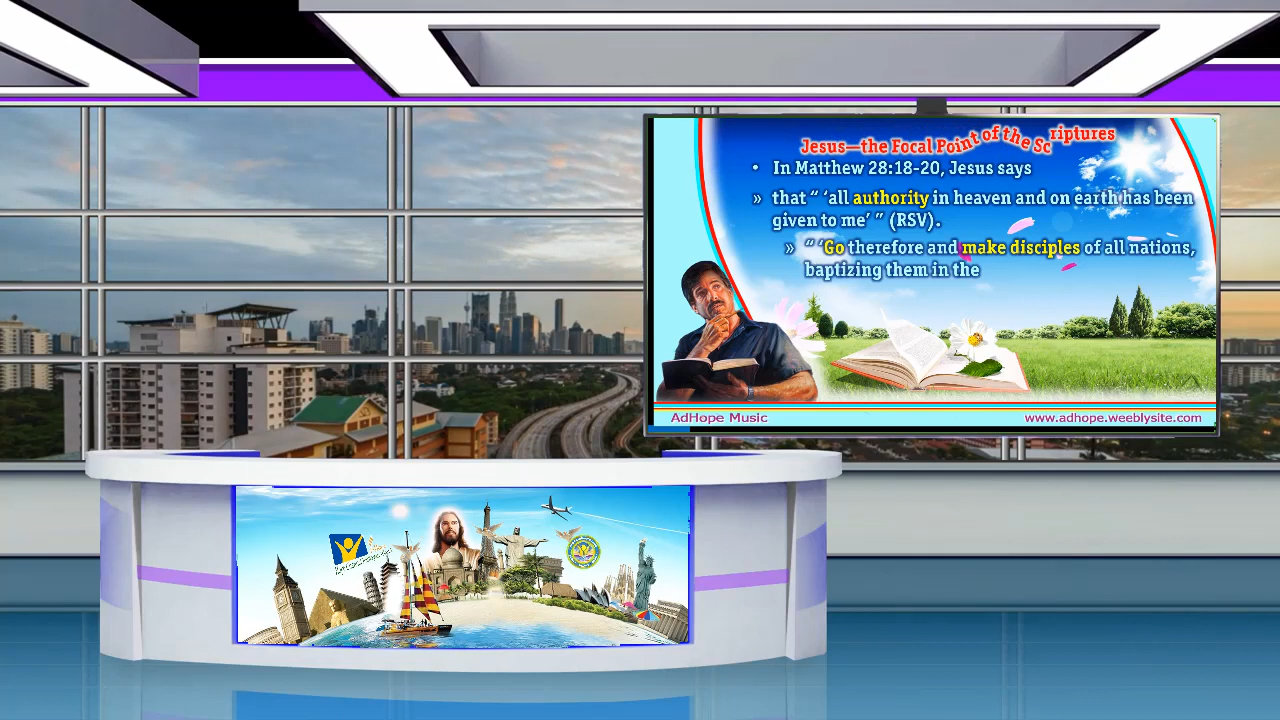 Jesus—the Focal Point of the Scriptures
• In Matthew 28:18-20, Jesus says
» that “ ‘all authority in heaven and on earth has been
given to me’ ” (RSV).
» “ ‘Go therefore and make disciples of all nations,
baptizing them in the
AdHope Music
www.adhope.weeblysite.com